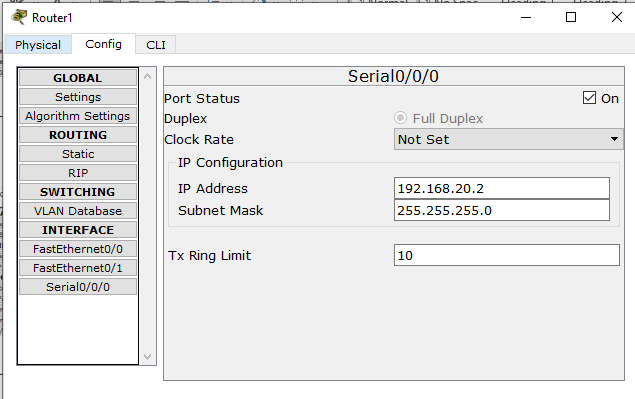 Router1
Physical
Config
CLI
GLOBAL
Settings
Algorithm Settings
ROUTING
Static
RIP
SWITCHING
VLAN Database
INTERFACE
FastEthernet0/0
FastEthernet0/1
Serial0/0/0
Serial0/0/0
Port Status
On
Duplex
Full Duplex
Clock Rate
Not Set
IP Configuration
IP Address
192.168.20.2
Subnet Mask
255.255.255.0
Tx Ring Limit
10